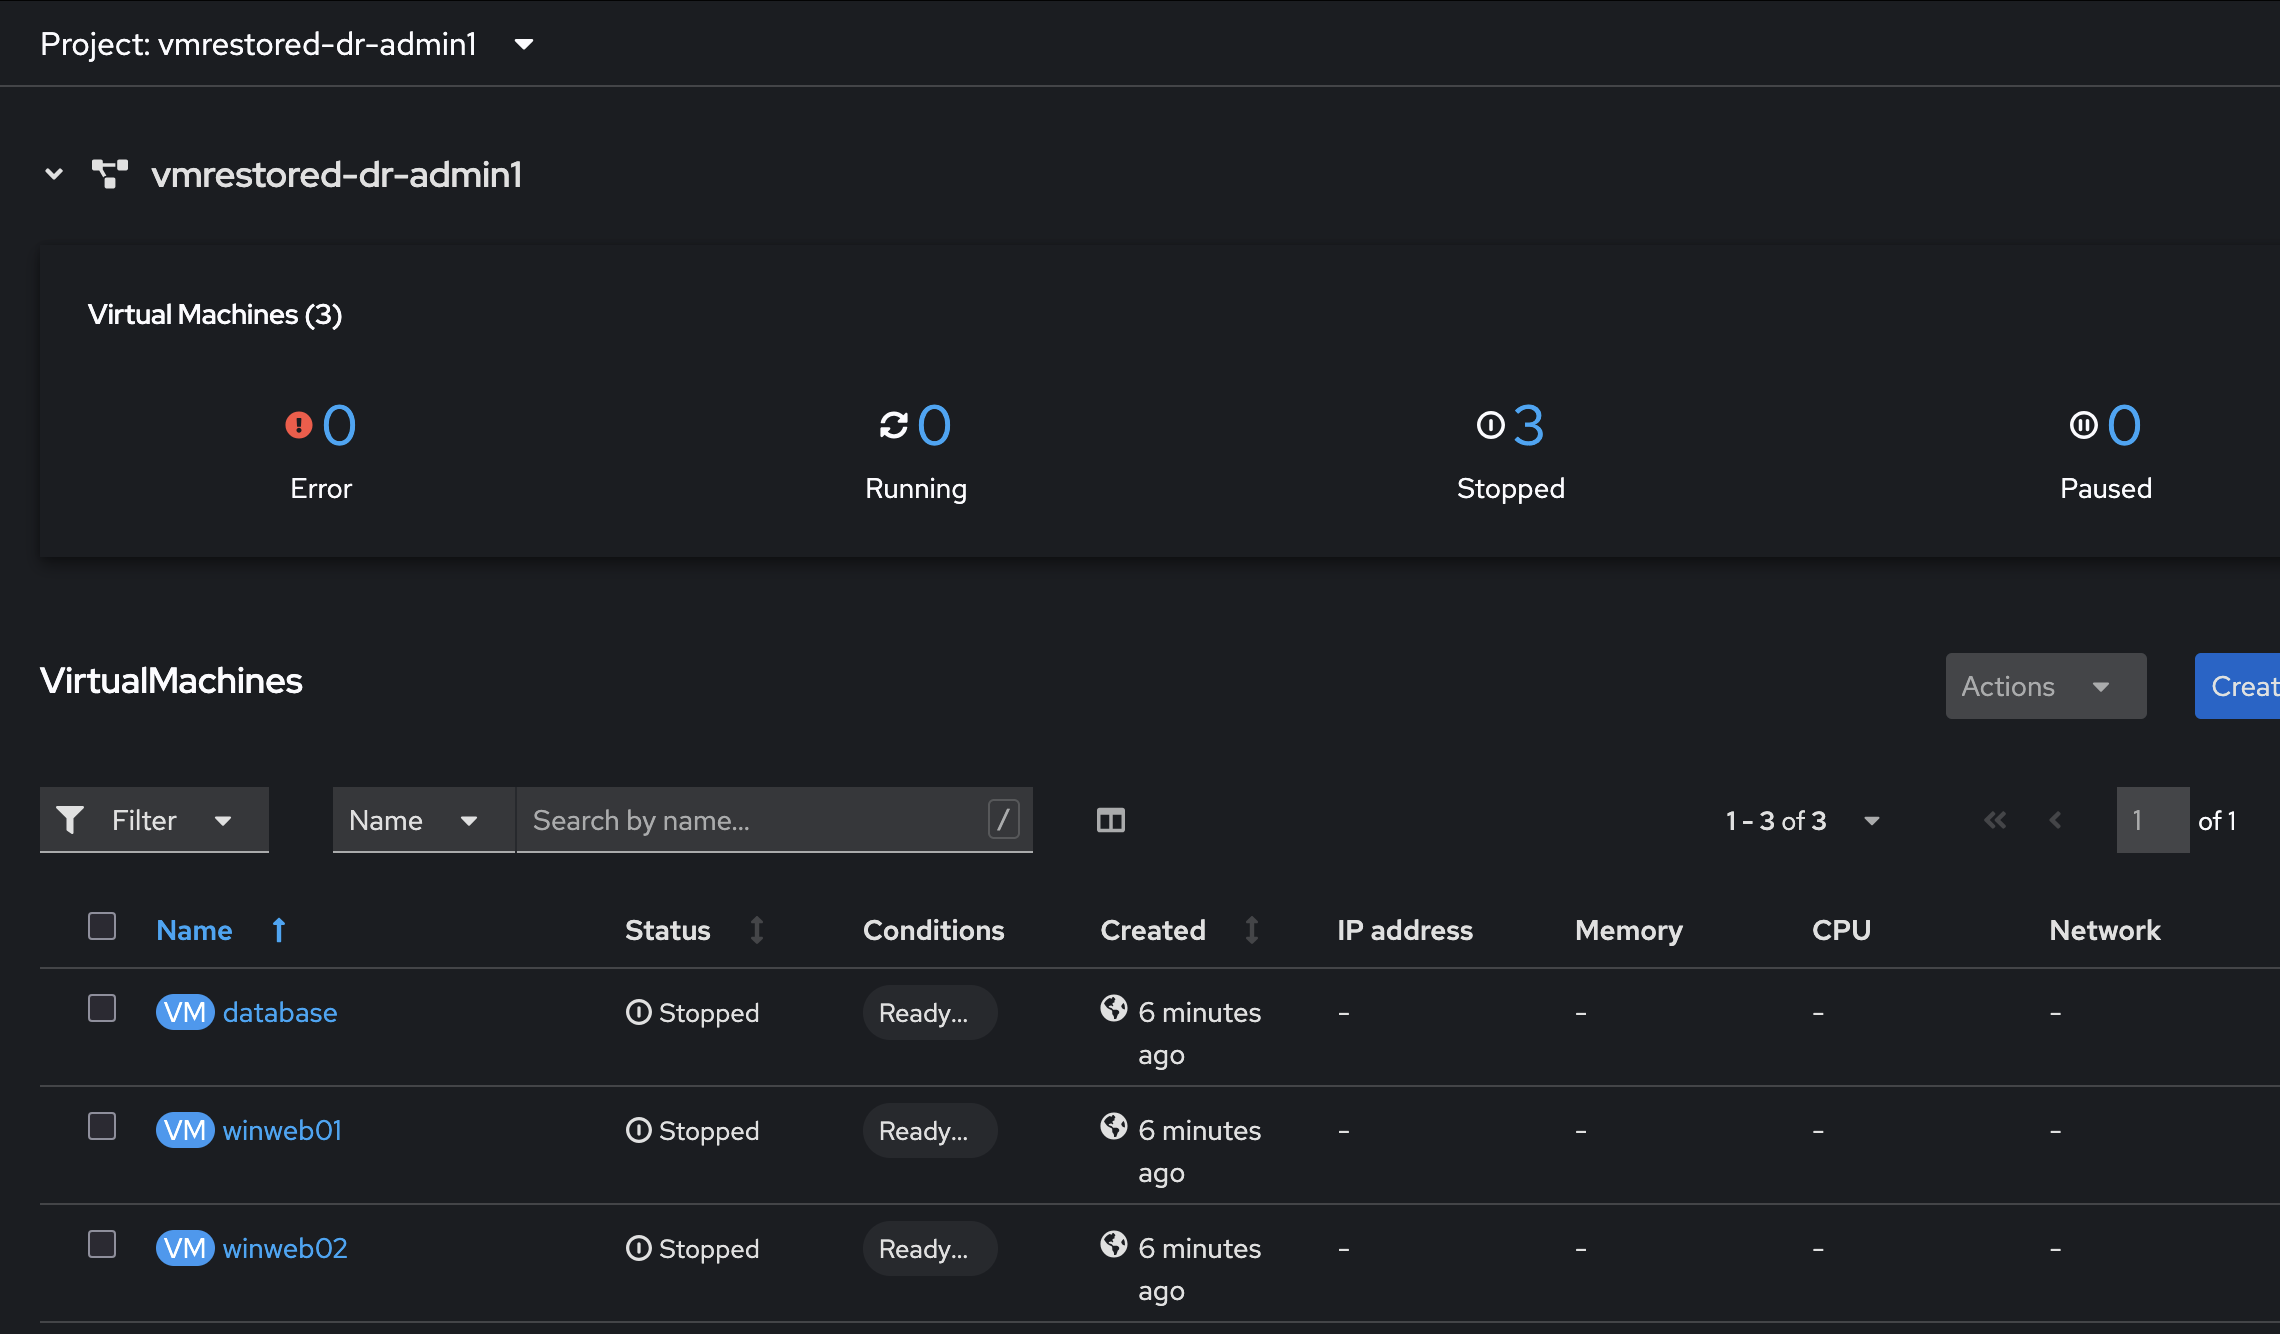 Project: vmrestored-dr-admin1
vmrestored-dr-admin1
Virtual Machines (3)
0 0 3 0
Error Running Stopped Paused
VirtualMachines
Actions Creat
Filter Name Search by name... / 1 - 3 of 3 1 of 1
Name Status Conditions Created IP address Memory CPU Network
VM database Stopped Ready... 6 minutes - - - -
ago
VM winweb01 Stopped Ready... 6 minutes - - - -
ago
VM winweb02 Stopped Ready... 6 minutes - - - -
ago